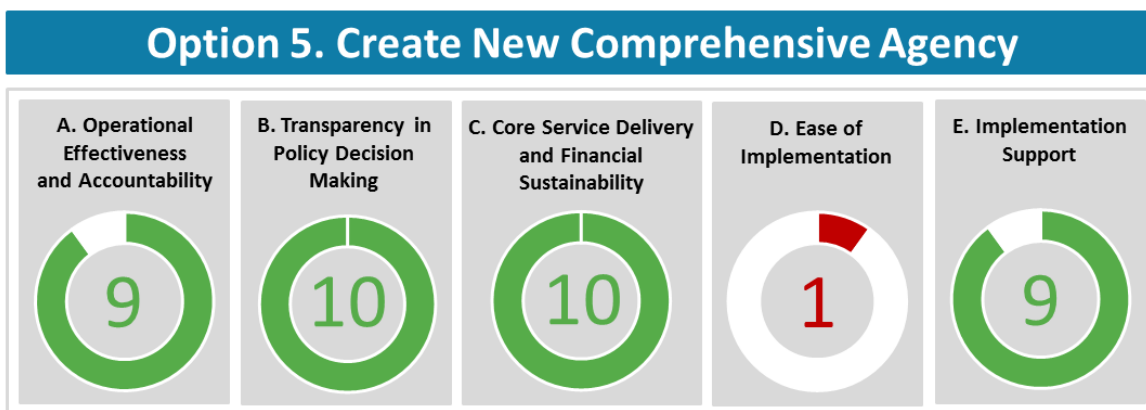 Option 5. Create New Comprehensive Agency
A. Operational
Effectiveness
and Accountability
9
B. Transparency in
Policy Decision
Making
10
C. Core Service Delivery
and Financial
Sustainability
10
D. Ease of
Implementation
1
E. Implementation
Support
9